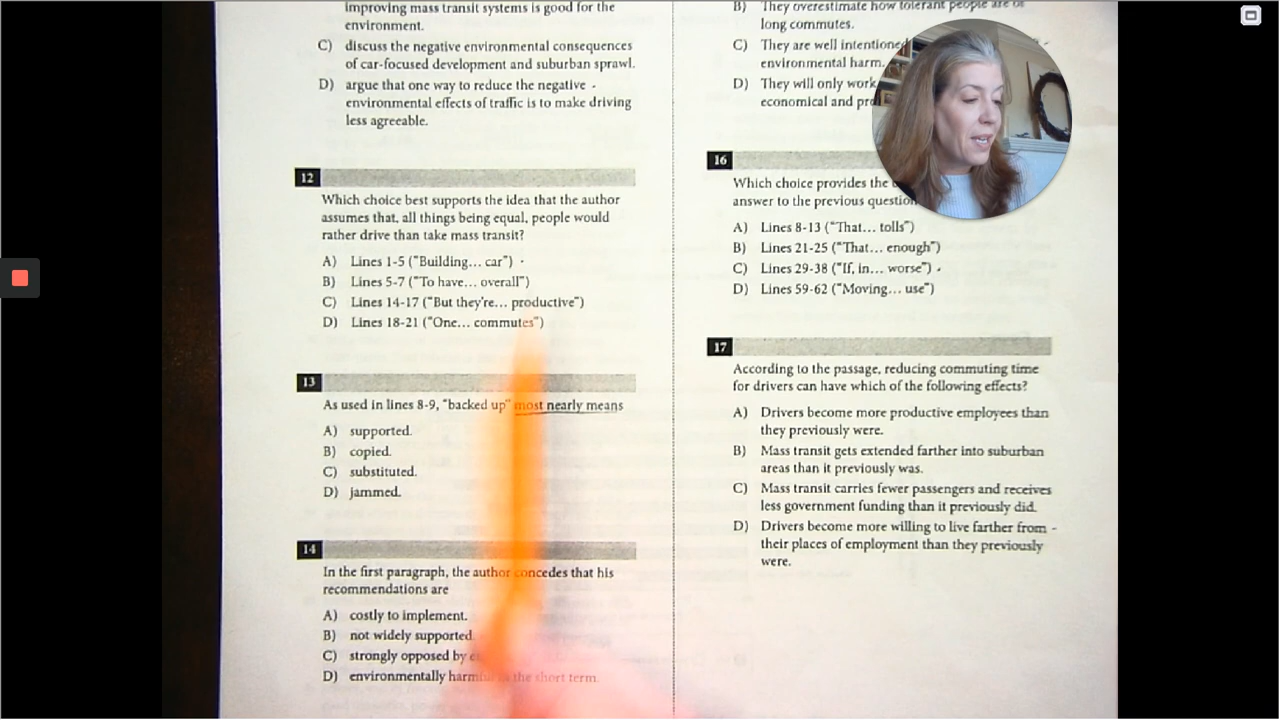 improving mass transit systems is good for the
environment.
C) discuss the negative environmental consequences
of car-focused development and suburban sprawl.
D) argue that one way to reduce the negative
environmental effects of traffic is to make driving
less agreeable.
12
Which choice best supports the idea that the author
assumes that, all things being equal, people would
rather drive than take mass transit?
A) Lines 1-5 (“Building... car”)
B) Lines 5-7 (“To have... overall”)
C) Lines 14-17 (“But they’re... productive”)
D) Lines 18-21 (“One... commutes”)
13
As used in lines 8-9, “backed up” most nearly means
A) supported.
B) copied.
C) substituted.
D) jammed.
14
In the first paragraph, the author concedes that his
recommendations are
A) costly to implement.
B) not widely supported.
C) strongly opposed by
D) environmentally harmful in the short term.
B) They overestimate how tolerant people are of
long commutes.
C) They are well intentioned
environmental harm.
D) They will only work
economical and
16
Which choice provides the
answer to the previous question
A) Lines 8-13 (“That... tolls”)
B) Lines 21-25 (“That... enough”)
C) Lines 29-38 (“If, in... worse”)
D) Lines 59-62 (“Moving... use”)
17
According to the passage, reducing commuting time
for drivers can have which of the following effects?
A) Drivers become more productive employees than
they previously were.
B) Mass transit gets extended farther into suburban
areas than it previously was.
C) Mass transit carries fewer passengers and receives
less government funding than it previously did.
D) Drivers become more willing to live farther from
their places of employment than they previously
were.